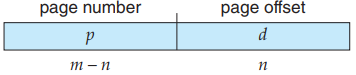 page number page offset
p d
m – n n